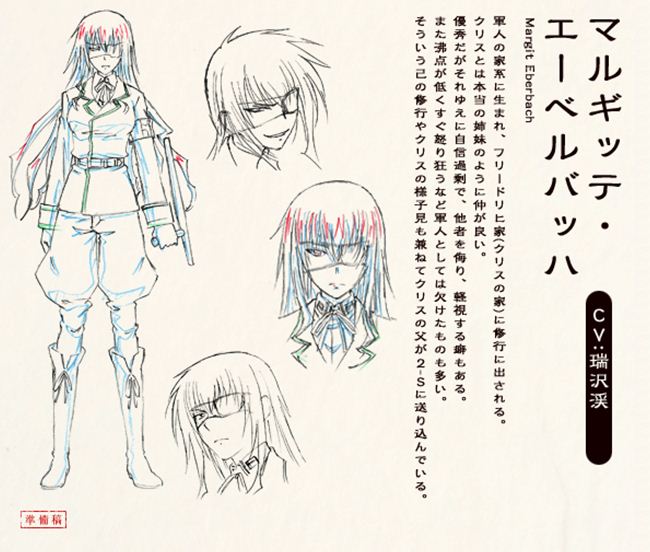 マルギッテ・
エーベルバッハ
Margit Eberbach
CV:瑞沢渓
軍人の家系に生まれ、フリードリヒ家(クリスの家)に修行に出される。
クリスとは本当の姉妹のように仲が良い。
優秀だがそれゆえに自信過剰で、他者を侮り、軽視する癖もある。
また沸点が低くすぐ怒り狂うなど軍人としては欠けたものも多い。
そういう己の修行やクリスの様子見も兼ねてクリスの父が2-Sに送り込んでいる。
準備稿